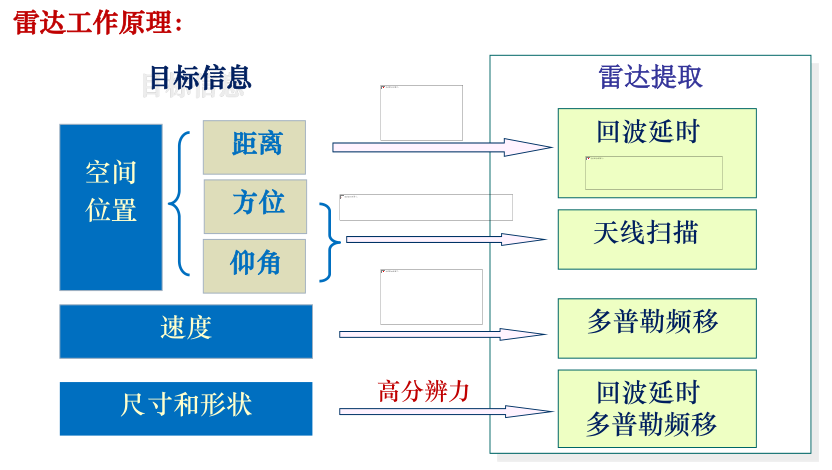 雷达工作原理：
目标信息
雷达提取
空间
位置
距离
方位
仰角
回波延时
天线扫描
速度
多普勒频移
尺寸和形状
高分辨力
回波延时
多普勒频移